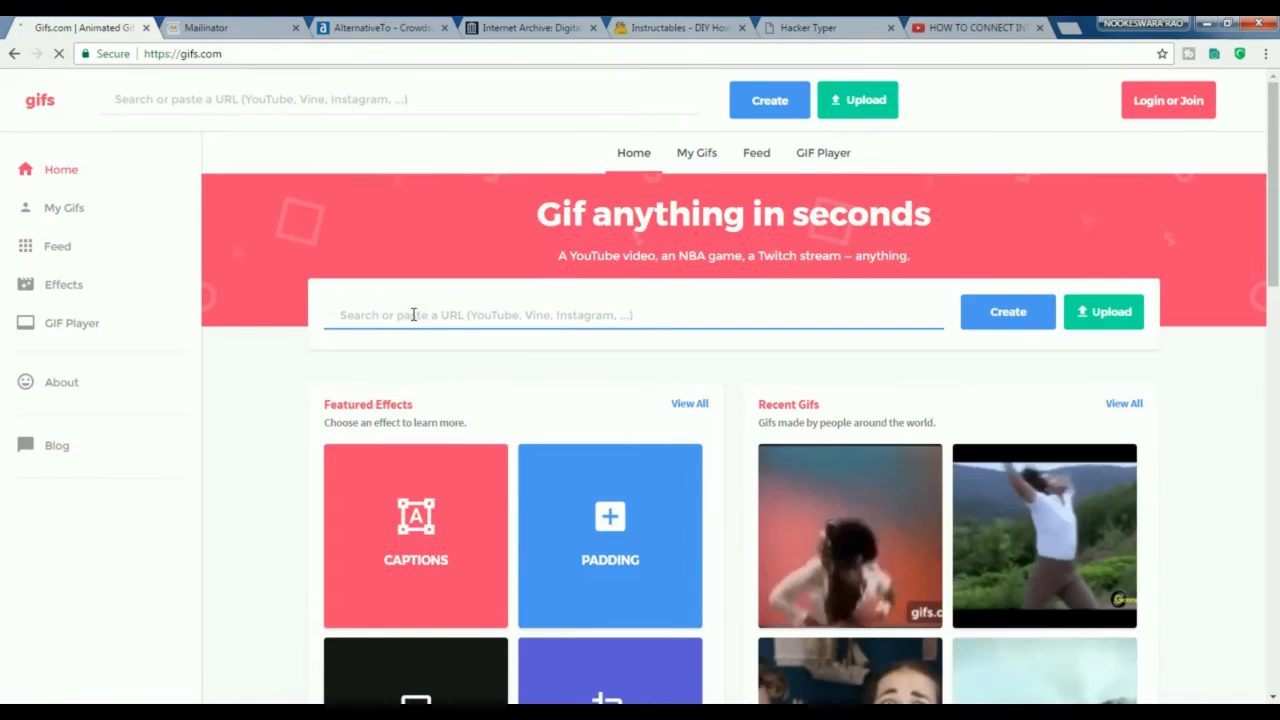 Gifs.com | Animated Gi
Mailinator
AlternativeTo - Crowds
Internet Archive: Digita
Instructables - DIY How
Hacker Typer
HOW TO CONNECT IN
NOOKESWARA RAO
Secure
https://gifs.com
gifs
Search or paste a URL (YouTube, Vine, Instagram, ...)
Create
Upload
Login or Join
Home
My Gifs
Feed
GIF Player
Home
My Gifs
Feed
Effects
GIF Player
About
Blog
Gif anything in seconds
A YouTube video, an NBA game, a Twitch stream – anything.
Search or paste a URL (YouTube, Vine, Instagram, ...)
Create
Upload
Featured Effects
View All
Choose an effect to learn more.
CAPTIONS
PADDING
Recent Gifs
View All
Gifs made by people around the world.
gifs.c